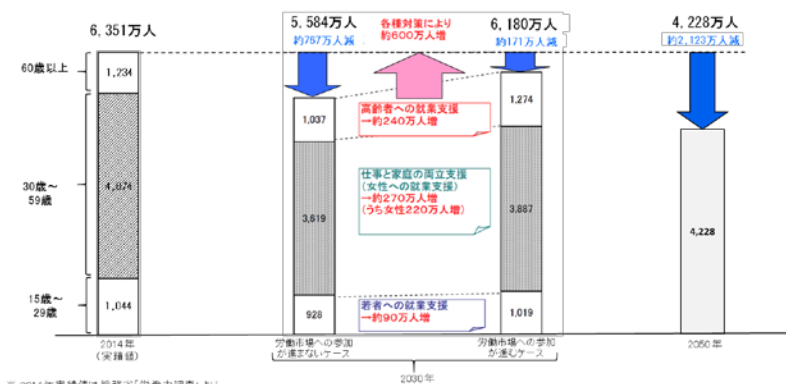 6,351万人
5,584万人
約767万人減
各種対策により
約600万人増
6,180万人
約171万人減
4,228万人
約2,123万人減
60歳以上
30歳～
59歳
15歳～
29歳
1,234
4,074
1,044
1,037
3,619
928
高齢者への就業支援
→約240万人増
仕事と家庭の両立支援
(女性への就業支援)
→約270万人増
(うち女性220万人増)
若者への就業支援
→約90万人増
1,274
3,887
1,019
4,228
2014年
(実績値)
労働市場への参加
が進まないケース
労働市場への参加
が進むケース
2030年
2050年